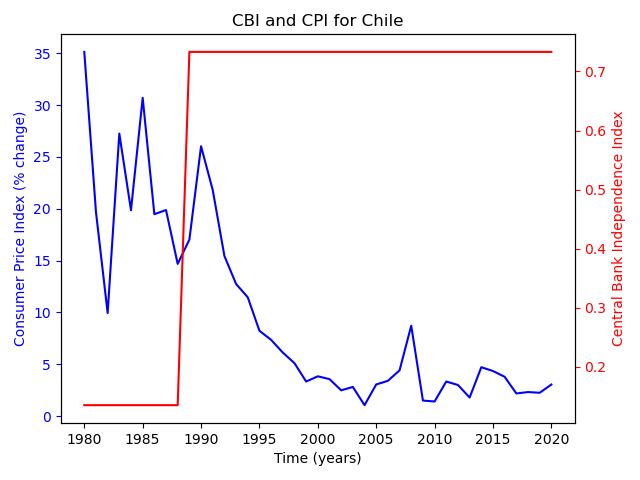 CBI and CPI for Chile
Consumer Price Index (% change)
35
30
25
20
15
10
5
0
0.7
0.6
0.5
0.4
0.3
0.2
Central Bank Independence Index
1980 1985 1990 1995 2000 2005 2010 2015 2020
Time (years)